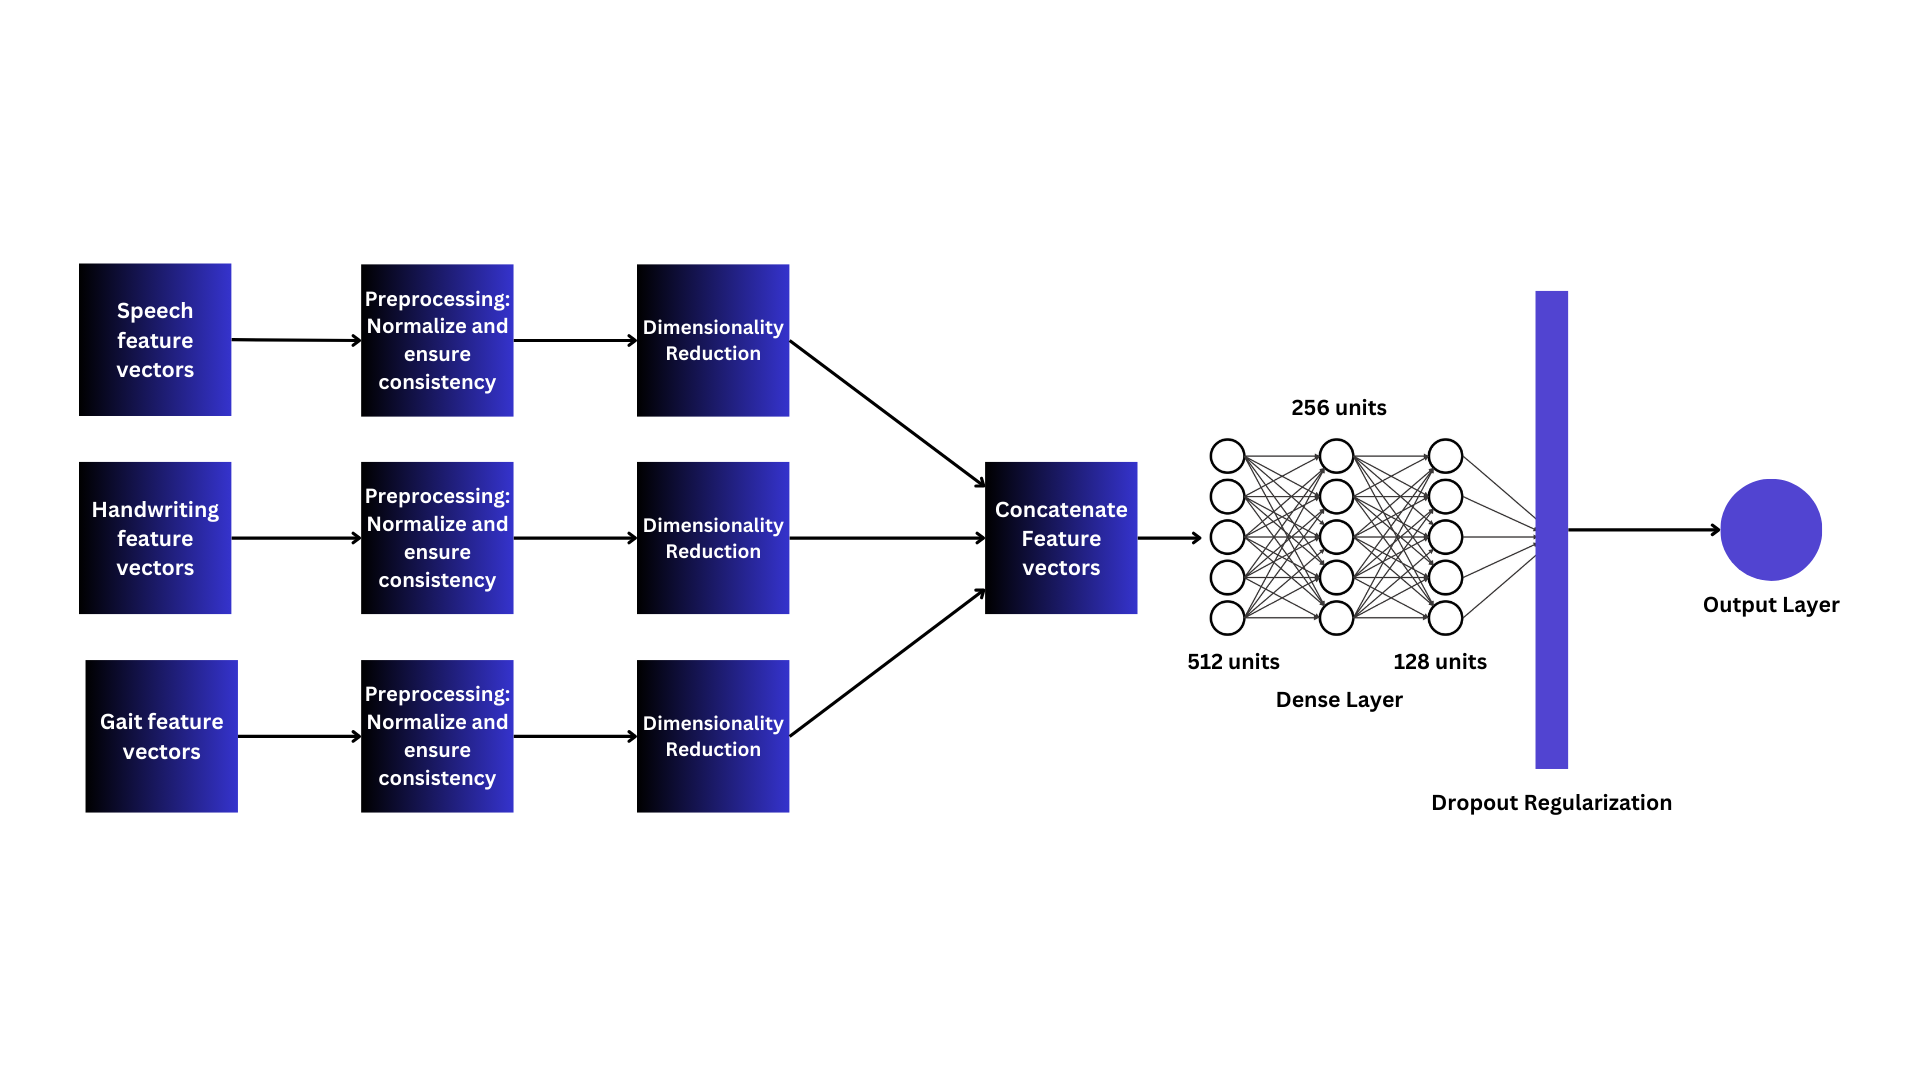 Speech
feature
vectors
Preprocessing:
Normalize and
ensure
consistency
Dimensionality
Reduction
Handwriting
feature
vectors
Preprocessing:
Normalize and
ensure
consistency
Dimensionality
Reduction
Gait feature
vectors
Preprocessing:
Normalize and
ensure
consistency
Dimensionality
Reduction
Concatenate
Feature
vectors
256 units
512 units
128 units
Dense Layer
Dropout Regularization
Output Layer